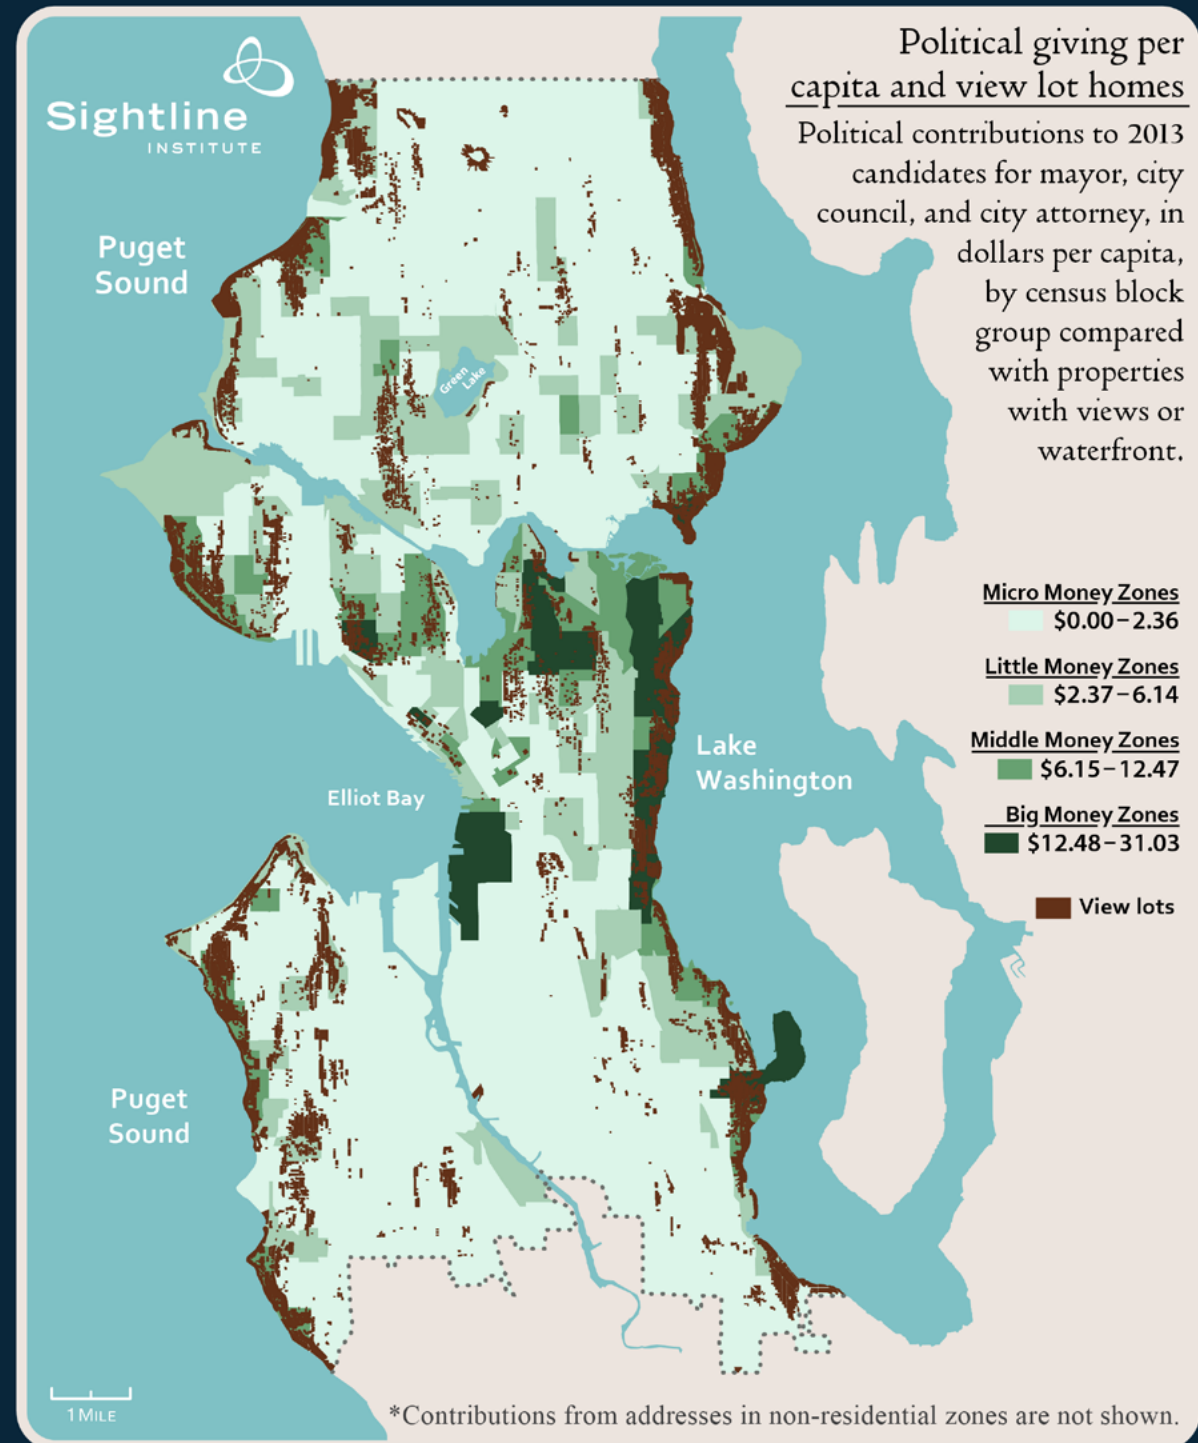 Political giving per
capita and view lot homes
Political contributions to 2013
candidates for mayor, city
council, and city attorney, in
dollars per capita,
by census block
group compared
with properties
with views or
waterfront.
Sightline
INSTITUTE
Puget
Sound
Green
Lake
Micro Money Zones
$0.00–2.36
Little Money Zones
$2.37–6.14
Middle Money Zones
$6.15–12.47
Big Money Zones
$12.48–31.03
View lots
Lake
Washington
Elliot Bay
Puget
Sound
1 MILE
*Contributions from addresses in non-residential zones are not shown.